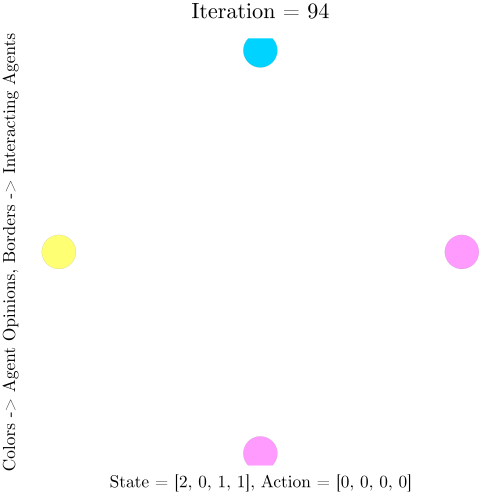 Iteration = 94
Colors -> Agent Opinions, Borders -> Interacting Agents
State = [2, 0, 1, 1], Action = [0, 0, 0, 0]